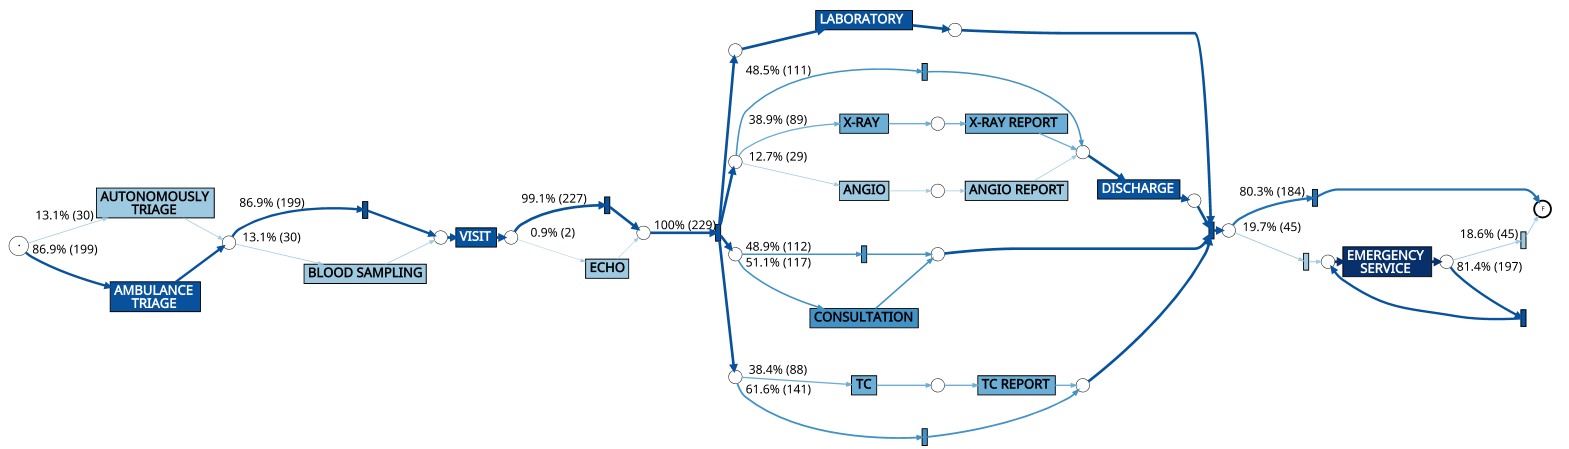 13.1% (30)
86.9% (199)
AUTONOMOUSLY
TRIAGE
AMBULANCE
TRIAGE
86.9% (199)
13.1% (30)
BLOOD SAMPLING
VISIT
99.1% (227)
0.9% (2)
ECHO
100% (229)
LABORATORY
48.5% (111)
38.9% (89)
X-RAY
X-RAY REPORT
12.7% (29)
ANGIO
ANGIO REPORT
DISCHARGE
48.9% (112)
51.1% (117)
CONSULTATION
38.4% (88)
61.6% (141)
TC
TC REPORT
80.3% (184)
19.7% (45)
EMERGENCY
SERVICE
18.6% (45)
81.4% (197)
F